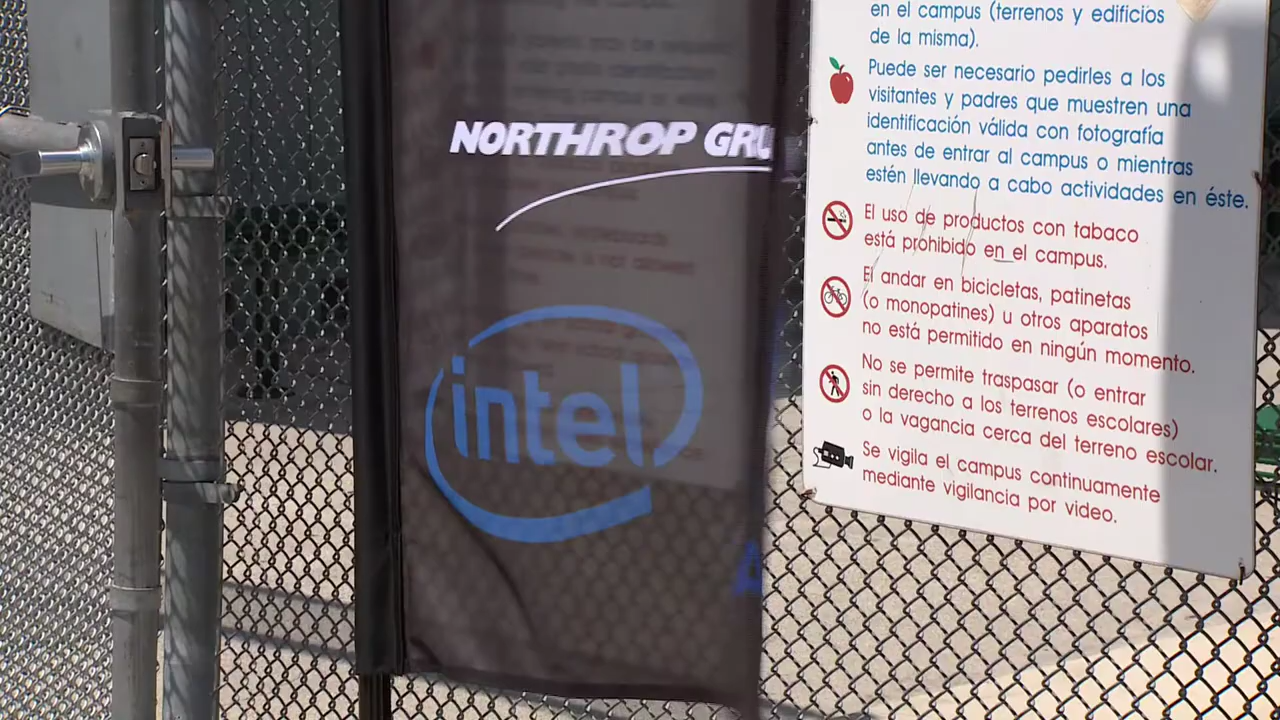 NORTHROP GRU
intel
en el campus (terrenos y edificios
de la misma).
Puede ser necesario pedirles a los
visitantes y padres que muestren una
identificación válida con fotografía
antes de entrar al campus o mientras
estén llevando a cabo actividades en éste.
El uso de productos con tabaco
está prohibido en el campus.
El andar en bicicletas, patinetas
(o monopatines) u otros aparatos
no está permitido en ningún momento.
No se permite traspasar (o entrar
sin derecho a los terrenos escolares)
o la vagancia cerca del terreno escolar.
Se vigila el campus continuamente
mediante vigilancia por video.